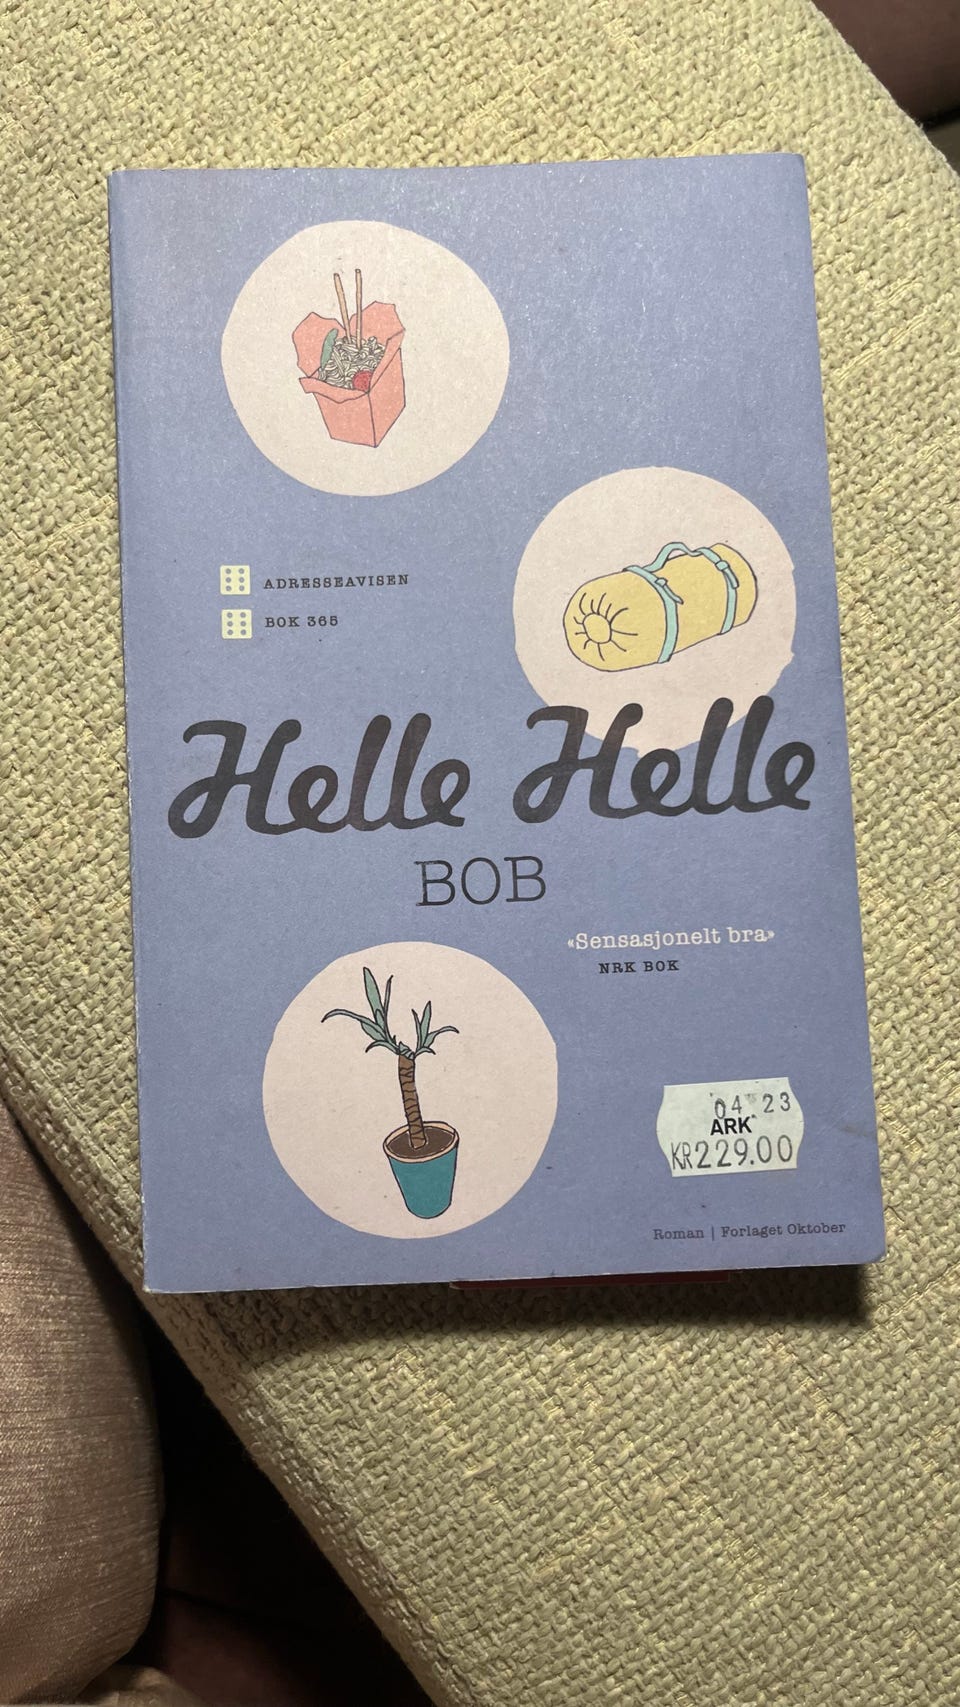 ADRESSEAVISEN
BOK 365
Helle Helle
BOB
«Sensasjonelt bra»
NRK BOK
04 23
ARK
KR229.00
Roman | Forlaget Oktober